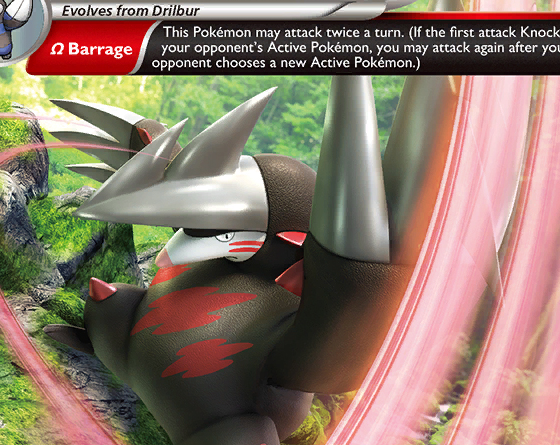 Evolves from Drilbur
Ω Barrage
This Pokémon may attack twice a turn. (If the first attack Knock
your opponent's Active Pokémon, you may attack again after you
opponent chooses a new Active Pokémon.)